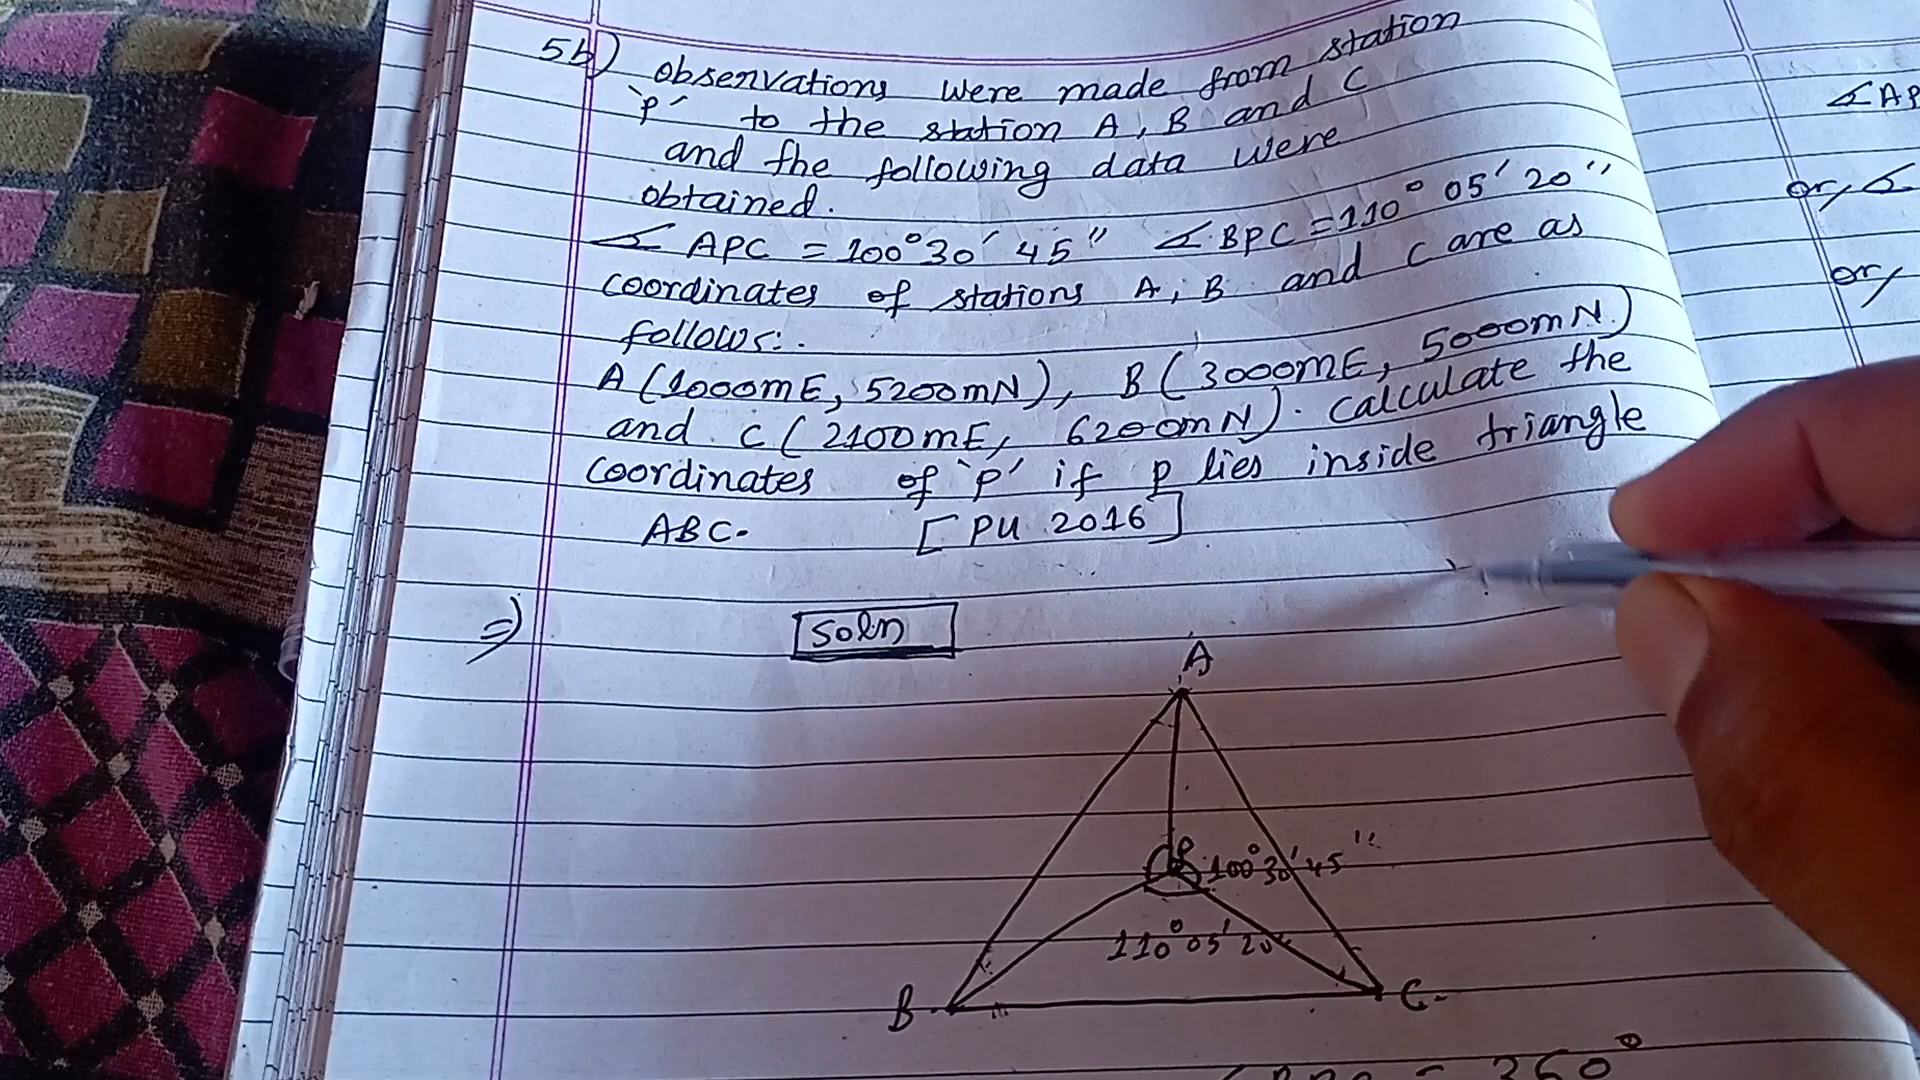 5b) observations were made from station
'P' to the station A, B and C
and the following data were
obtained.
∡ APC = 100°30' 45" ∡ BPC = 110° 05' 20"
coordinates of stations A, B and C are as
follows:.
A (1000mE, 5200mN), B (3000mE, 5000mN)
and C (2100mE, 6200mN). calculate the
coordinates of 'P' if P lies inside triangle
ABC. [PU 2016]
=> Soln
A
P 100°30'45"
110°05'20"
B C.
= 360°
∡AP
or, ∡
or,